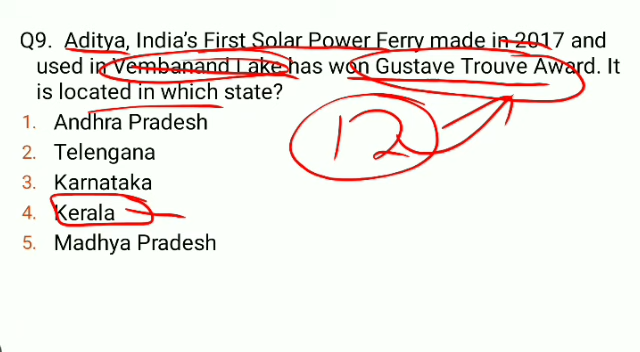 Q9. Aditya, India's First Solar Power Ferry made in 2017 and
used in Vembanand Lake has won Gustave Trouve Award. It
is located in which state?
1. Andhra Pradesh
2. Telengana
3. Karnataka
4. Kerala
5. Madhya Pradesh
12